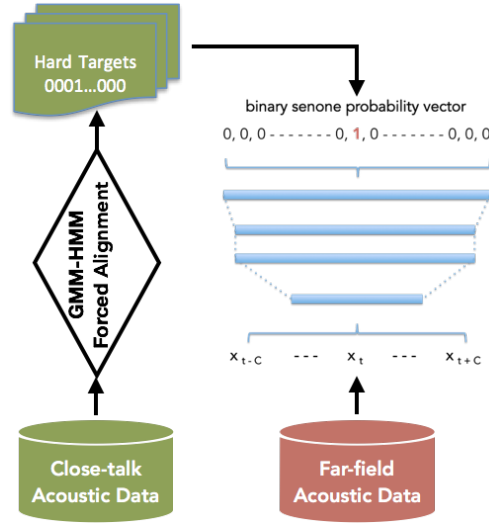 Hard Targets
0001...000
binary senone probability vector
0, 0, 0 - - - - - - - - 0, 1, 0 - - - - - - - 0, 0, 0
GMM-HMM
Forced Alignment
x t - C - - - x t - - - x t + C
Close-talk
Acoustic Data
Far-field
Acoustic Data